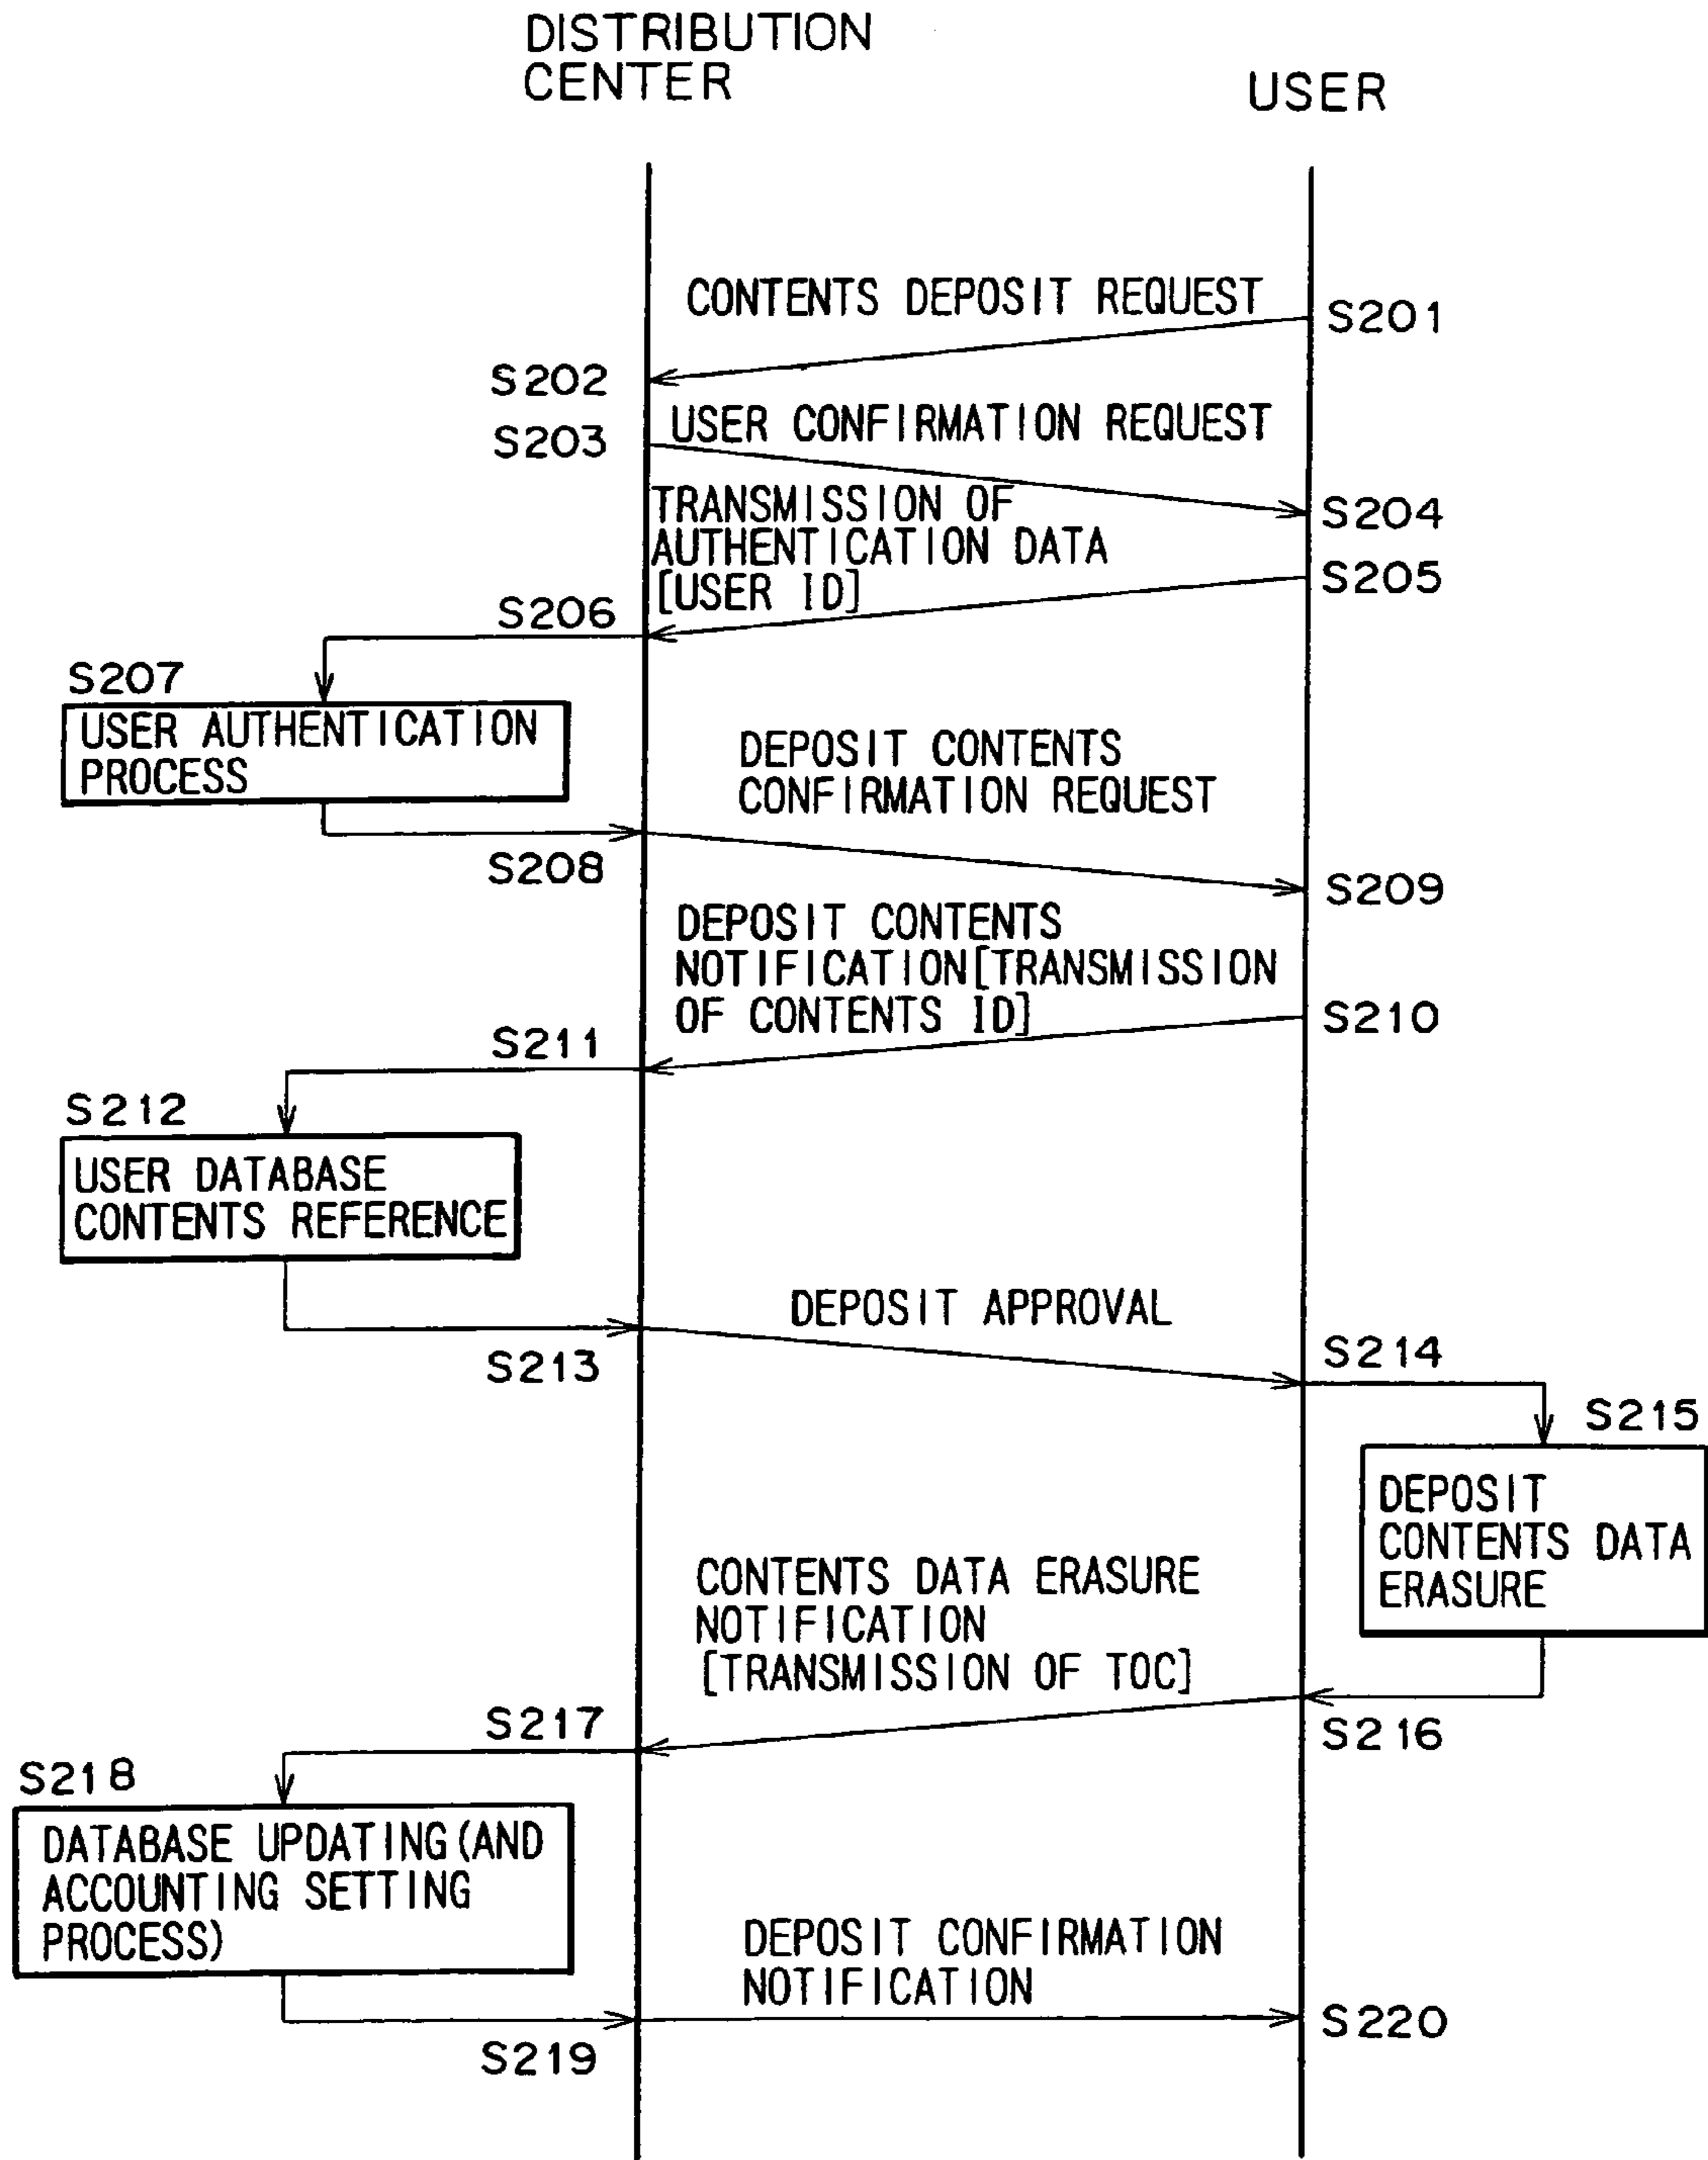 DISTRIBUTION
CENTER
USER
CONTENTS DEPOSIT REQUEST
S201
S202
USER CONFIRMATION REQUEST
S203
TRANSMISSION OF
AUTHENTICATION DATA
[USER ID]
S204
S205
S206
S207
USER AUTHENTICATION
PROCESS
DEPOSIT CONTENTS
CONFIRMATION REQUEST
S208
S209
DEPOSIT CONTENTS
NOTIFICATION[TRANSMISSION
OF CONTENTS ID]
S210
S211
S212
USER DATABASE
CONTENTS REFERENCE
DEPOSIT APPROVAL
S213
S214
S215
DEPOSIT
CONTENTS DATA
ERASURE
CONTENTS DATA ERASURE
NOTIFICATION
[TRANSMISSION OF TOC]
S216
S217
S218
DATABASE UPDATING(AND
ACCOUNTING SETTING
PROCESS)
DEPOSIT CONFIRMATION
NOTIFICATION
S219
S220